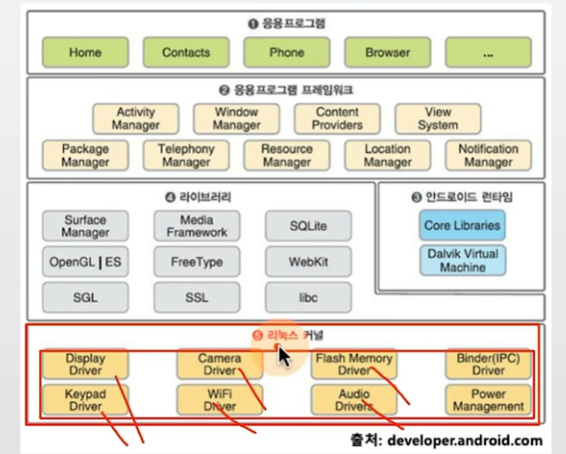 ❶ 응용프로그램
Home Contacts Phone Browser ...
❷ 응용프로그램 프레임워크
Activity Manager
Window Manager
Content Providers
View System
Package Manager
Telephony Manager
Resource Manager
Location Manager
Notification Manager
❹ 라이브러리
Surface Manager
Media Framework
SQLite
OpenGL | ES
FreeType
WebKit
SGL
SSL
libc
❸ 안드로이드 런타임
Core Libraries
Dalvik Virtual Machine
❺ 리눅스 커널
Display Driver
Camera Driver
Flash Memory Driver
Binder(IPC) Driver
Keypad Driver
WiFi Driver
Audio Drivers
Power Management
출처: developer.android.com